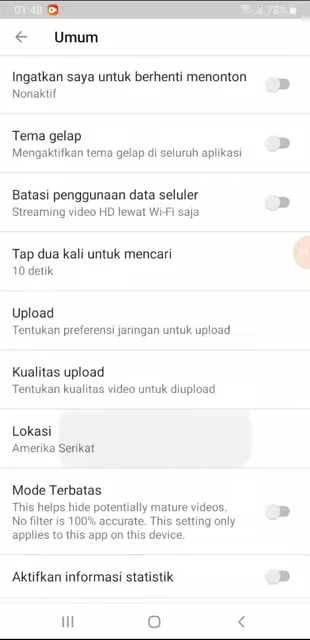 01:48
78%
Umum
Ingatkan saya untuk berhenti menonton
Nonaktif
Tema gelap
Mengaktifkan tema gelap di seluruh aplikasi
Batasi penggunaan data seluler
Streaming video HD lewat Wi-Fi saja
Tap dua kali untuk mencari
10 detik
Upload
Tentukan preferensi jaringan untuk upload
Kualitas upload
Tentukan kualitas video untuk diupload
Lokasi
Amerika Serikat
Mode Terbatas
This helps hide potentially mature videos.
No filter is 100% accurate. This setting only
applies to this app on this device.
Aktifkan informasi statistik